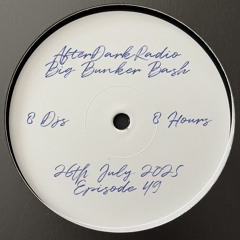 AfterDarkRadio
Big Bunker Bash
8 Djs 8 Hours
26th July 2025
Episode 49